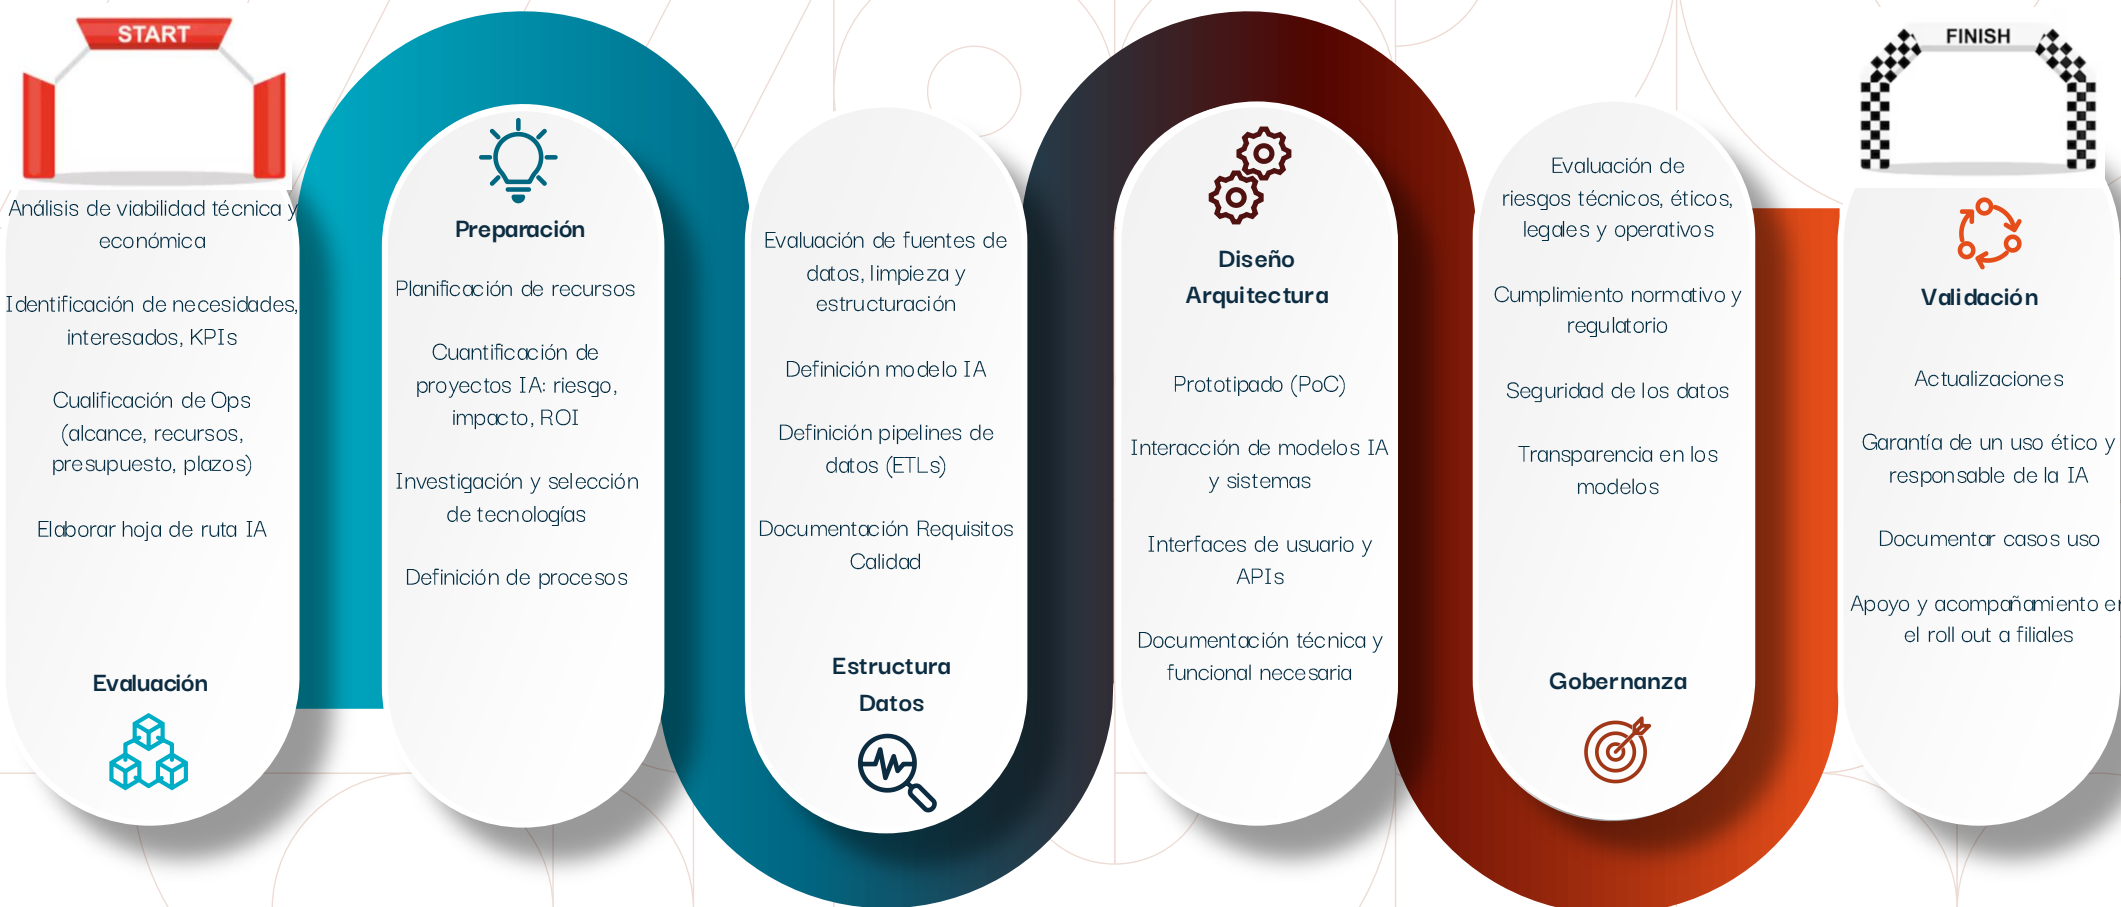 START
Análisis de viabilidad técnica y
económica
Identificación de necesidades,
interesados, KPIs
Cualificación de Ops
(alcance, recursos,
presupuesto, plazos)
Elaborar hoja de ruta IA
Evaluación
Preparación
Planificación de recursos
Cuantificación de
proyectos IA: riesgo,
impacto, ROI
Investigación y selección
de tecnologías
Definición de procesos
Evaluación de fuentes de
datos, limpieza y
estructuración
Definición modelo IA
Definición pipelines de
datos (ETLs)
Documentación Requisitos
Calidad
Estructura
Datos
Diseño
Arquitectura
Prototipado (PoC)
Interacción de modelos IA
y sistemas
Interfaces de usuario y
APIs
Documentación técnica y
funcional necesaria
Evaluación de
riesgos técnicos, éticos,
legales y operativos
Cumplimiento normativo y
regulatorio
Seguridad de los datos
Transparencia en los
modelos
Gobernanza
FINISH
Validación
Actualizaciones
Garantía de un uso ético y
responsable de la IA
Documentar casos uso
Apoyo y acompañamiento en
el roll out a filiales